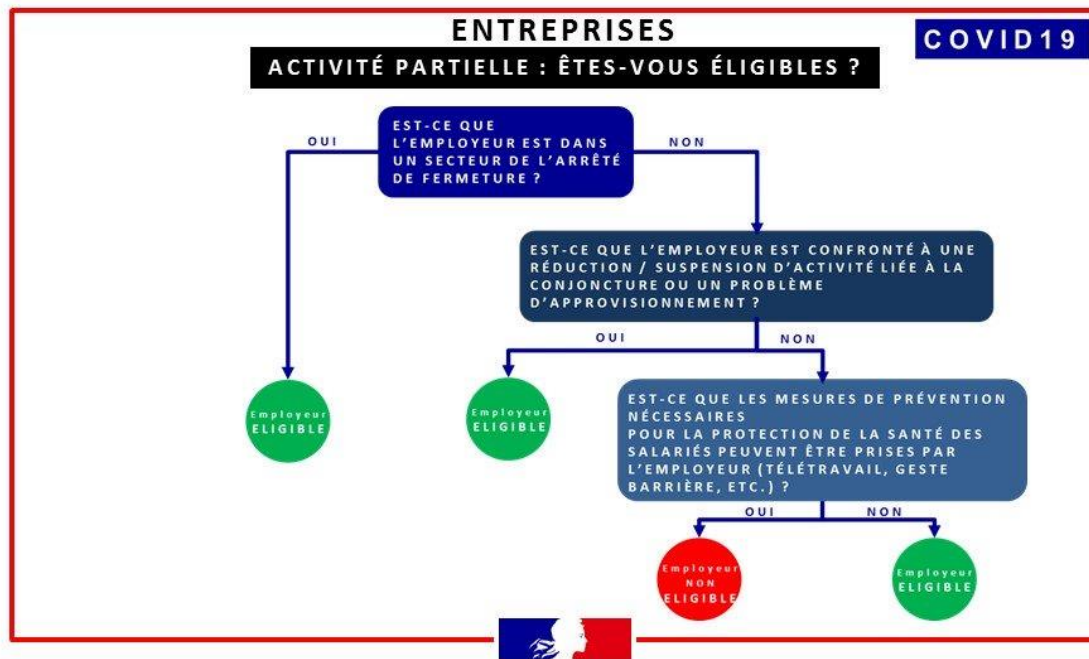 ENTREPRISES
COVID19
ACTIVITÉ PARTIELLE : ÊTES-VOUS ÉLIGIBLES ?
EST-CE QUE
L'EMPLOYEUR EST DANS
UN SECTEUR DE L'ARRÊTÉ
DE FERMETURE ?
OUI
NON
EST-CE QUE L'EMPLOYEUR EST CONFRONTÉ À UNE
RÉDUCTION / SUSPENSION D'ACTIVITÉ LIÉE À LA
CONJONCTURE OU UN PROBLÈME
D'APPROVISIONNEMENT ?
OUI
NON
Employeur
ELIGIBLE
Employeur
ELIGIBLE
EST-CE QUE LES MESURES DE PRÉVENTION
NÉCESSAIRES
POUR LA PROTECTION DE LA SANTÉ DES
SALARIÉS PEUVENT ÊTRE PRISES PAR
L'EMPLOYEUR (TÉLÉTRAVAIL, GESTE
BARRIÈRE, ETC.) ?
OUI
NON
Employeur
NON
ELIGIBLE
Employeur
ELIGIBLE